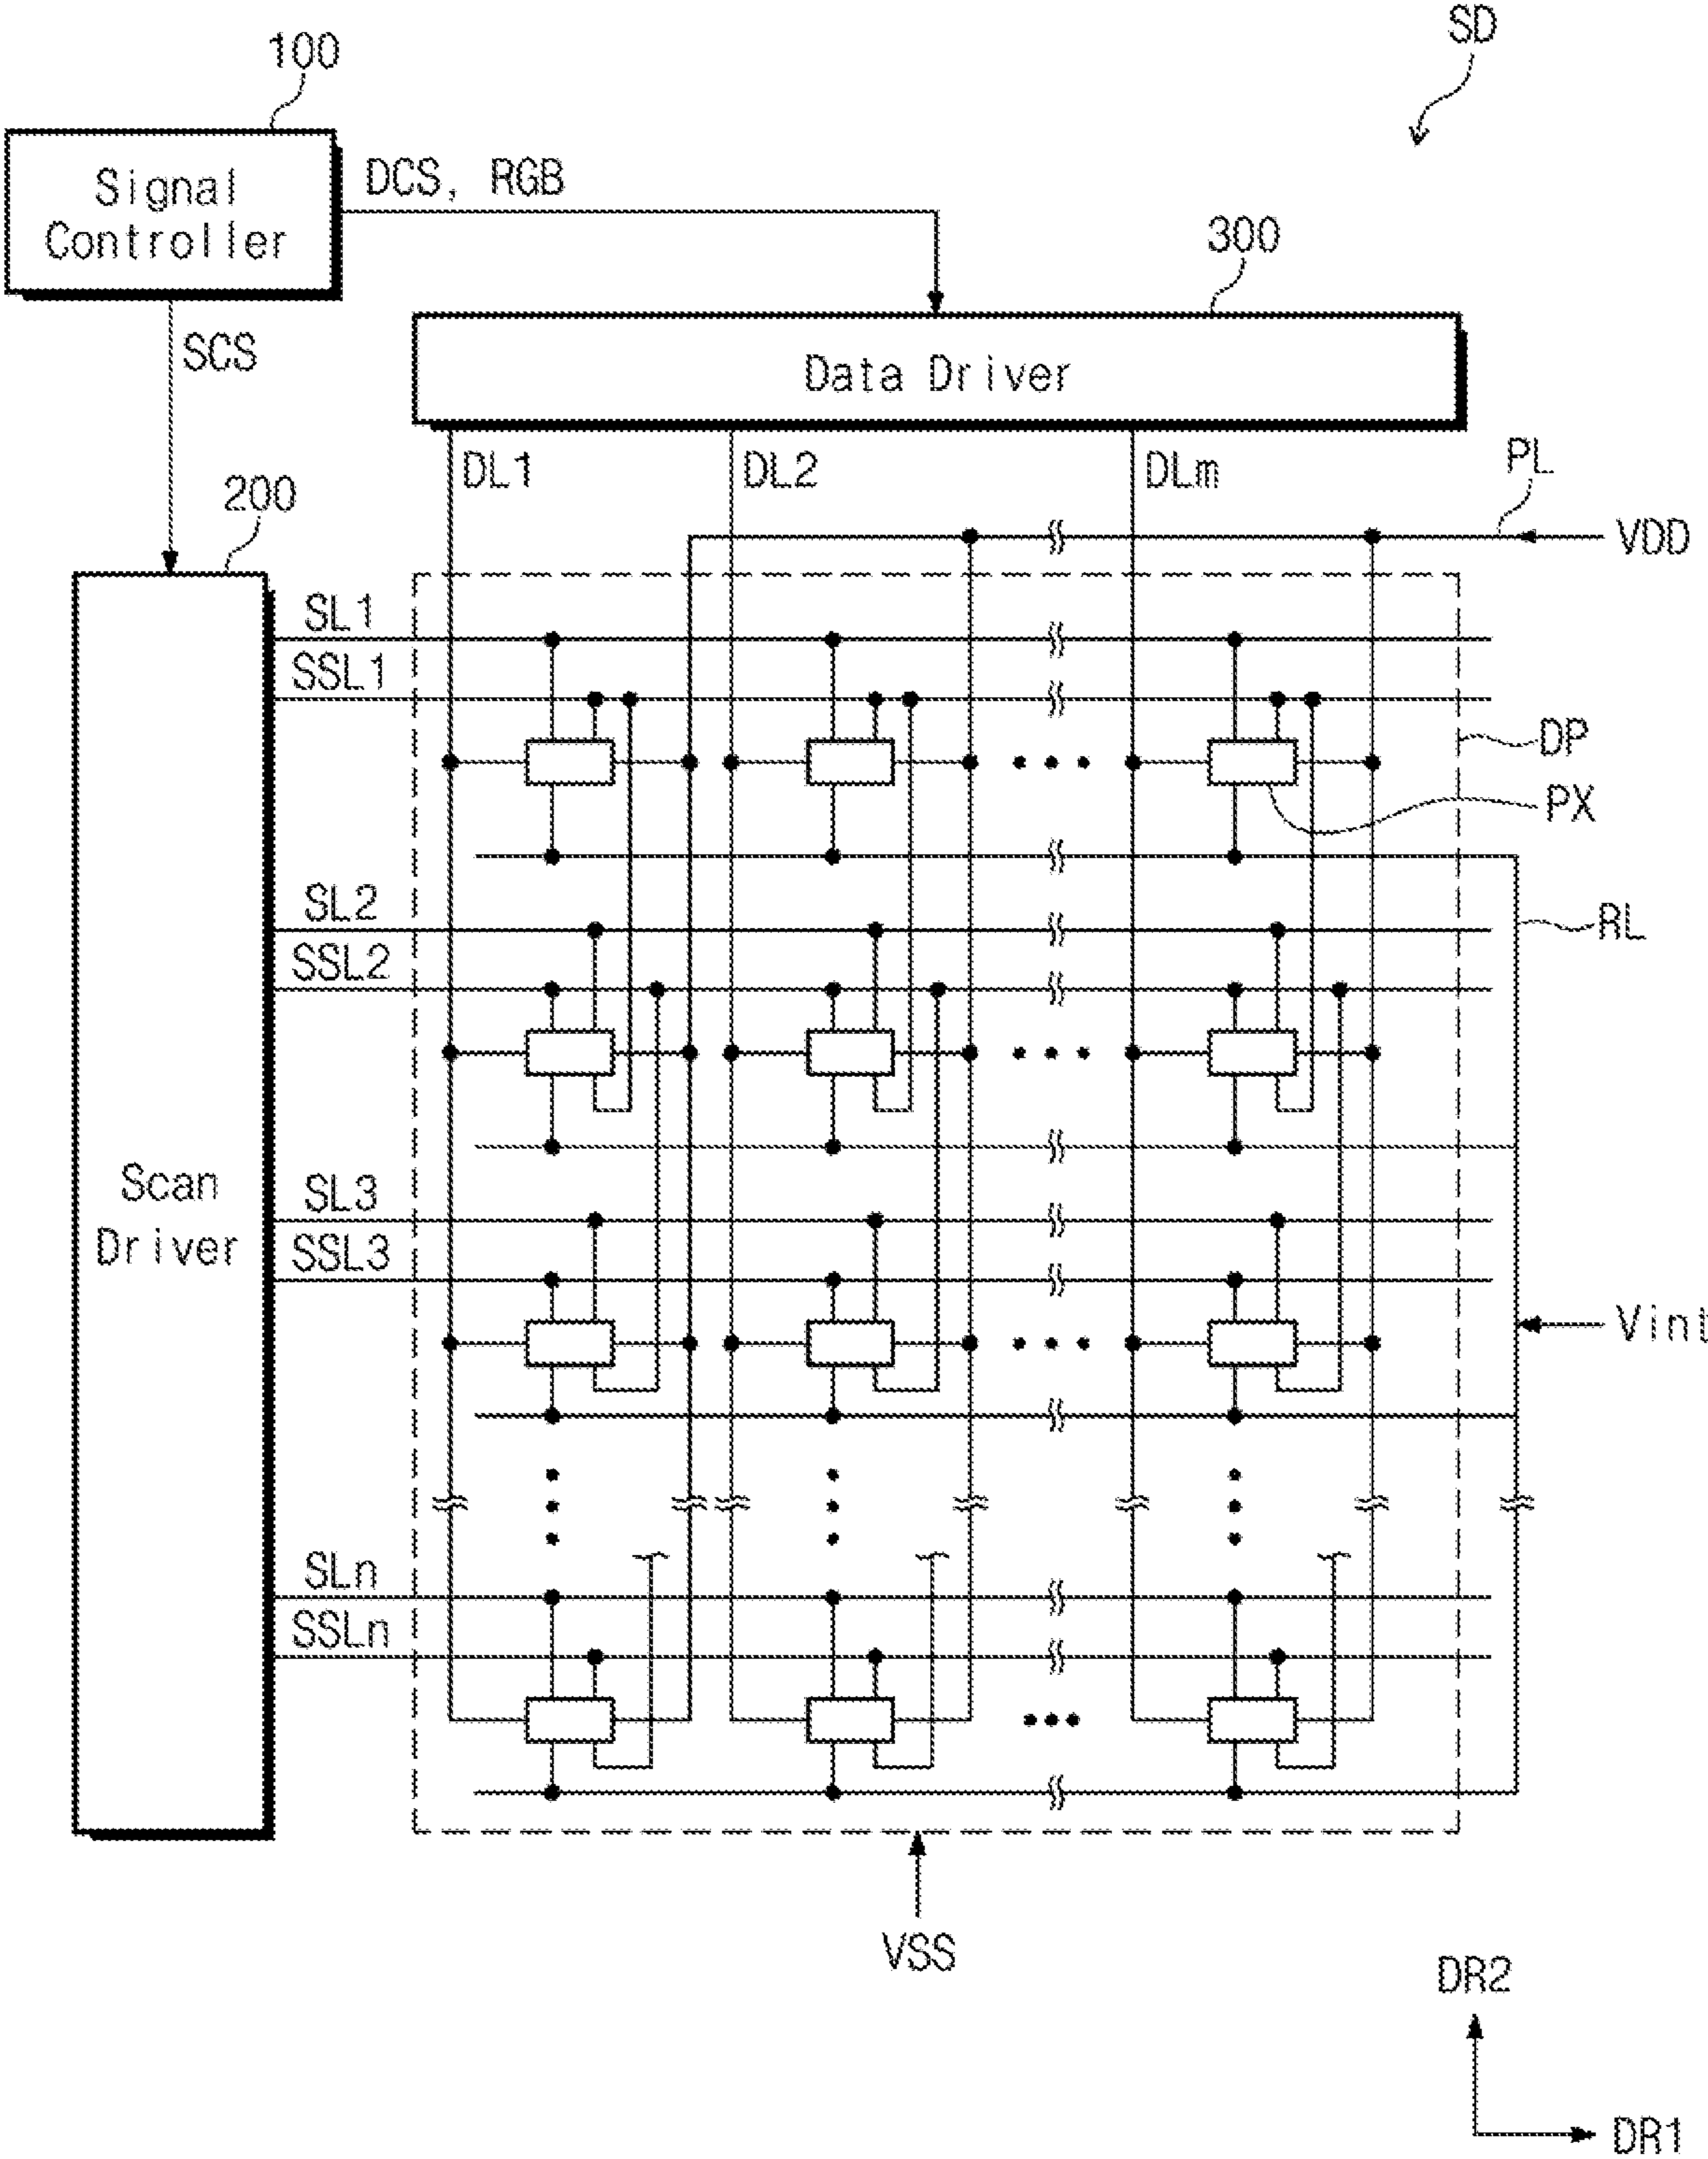 SD
100
Signal
Controller
DCS, RGB
300
SCS
Data Driver
DL1
DL2
DLm
PL
VDD
200
SL1
SSL1
DP
PX
SL2
RL
SSL2
Scan
Driver
SL3
SSL3
Vint
SLn
SSLn
VSS
DR2
DR1